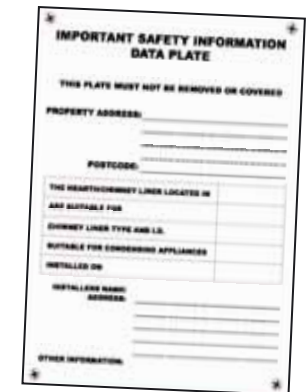 IMPORTANT SAFETY INFORMATION
DATA PLATE
THIS PLATE MUST NOT BE REMOVED OR COVERED
PROPERTY ADDRESS:
POSTCODE:
THE HEARTH/CHIMNEY LINER LOCATED IN
ARE SUITABLE FOR
CHIMNEY LINER TYPE AND I.D.
SUITABLE FOR CONDENSING APPLIANCES
INSTALLED ON
INSTALLERS NAME:
ADDRESS:
OTHER INFORMATION: